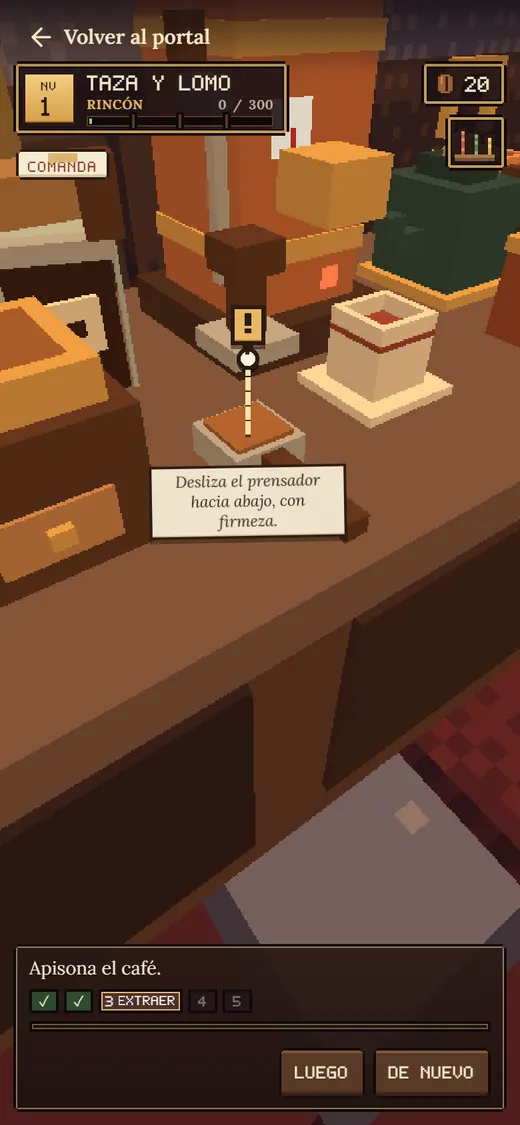 ← Volver al portal
NV
1
TAZA Y LOMO
RINCÓN 0 / 300
20
COMANDA
!
Desliza el prensador
hacia abajo, con
firmeza.
Apisona el café.
✓ ✓ 3 EXTRAER 4 5
LUEGO DE NUEVO